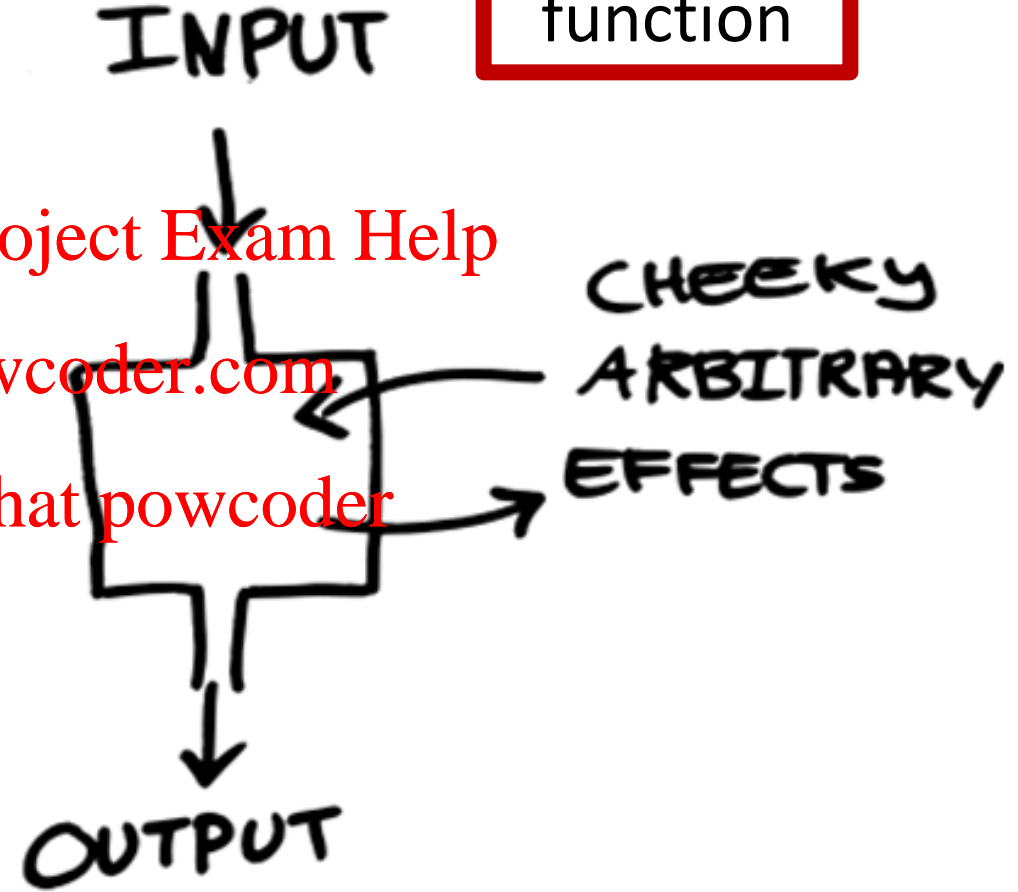 INPUT
function
oject Exam Help
CHEEKY
wcoder.com
ARBITRARY
EFFECTS
hat powcoder
OUTPUT